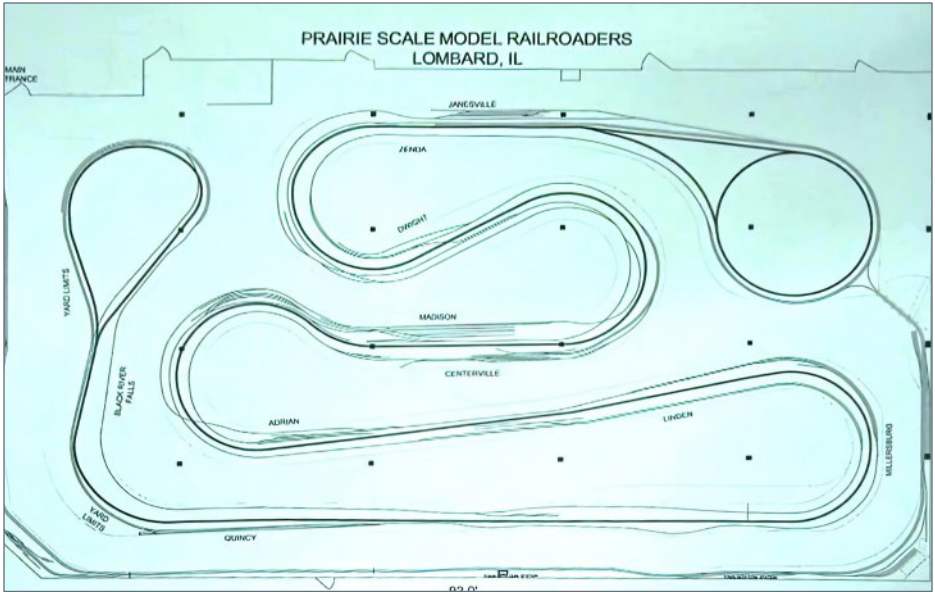 PRAIRIE SCALE MODEL RAILROADERS
LOMBARD, IL
MAIN
JANESVILLE
ZENDA
DWIGHT
YARD LIMITS
MADISON
CENTERVILLE
BLACK RIVER
FALLS
ADRIAN
LINDEN
MILLERSBURG
YARD
LIMITS
QUINCY